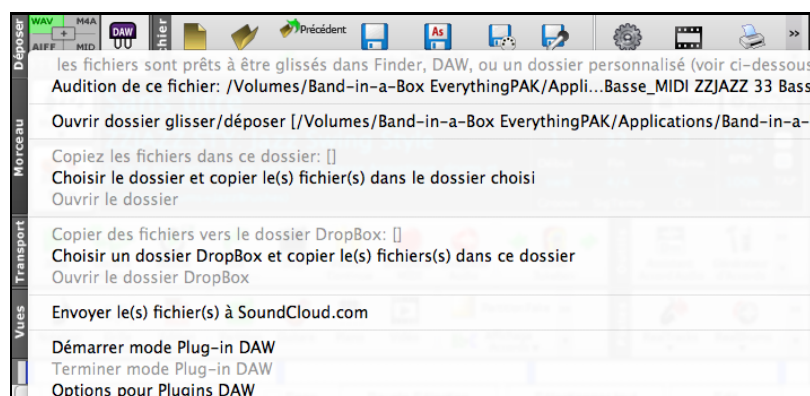 Déposer
WAV M4A
+
AIFF MID
DAW
hier
Précédent
As
»
les fichiers sont prêts à être glissés dans Finder, DAW, ou un dossier personnalisé (voir ci-dessous
Audition de ce fichier: /Volumes/Band-in-a-Box EverythingPAK/Appli...Basse_MIDI ZZJAZZ 33 Bass
Ouvrir dossier glisser/déposer [/Volumes/Band-in-a-Box EverythingPAK/Applications/Band-in-a-
Morceau
Copiez les fichiers dans ce dossier: []
Choisir le dossier et copier le(s) fichier(s) dans le dossier choisi
Ouvrir le dossier
Transport
Copier des fichiers vers le dossier DropBox: []
Choisir un dossier DropBox et copier le(s) fichiers(s) dans ce dossier
Ouvrir le dossier DropBox
Vues
Envoyer le(s) fichier(s) à SoundCloud.com
Démarrer mode Plug-in DAW
Terminer mode Plug-in DAW
Options pour Plugins DAW